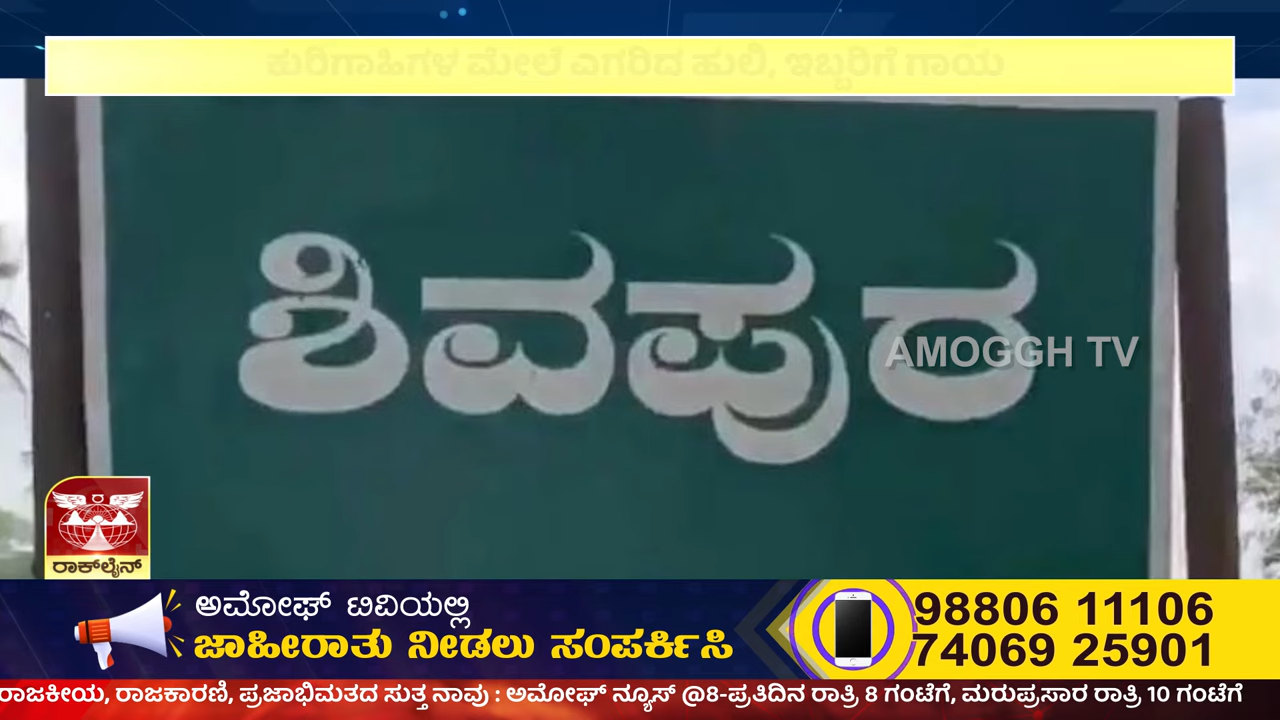 ಕುರಿಗಾಹಿಗಳ ಮೇಲೆ ಎಗರಿದ ಹುಲಿ, ಇಬ್ಬರಿಗೆ ಗಾಯ
ಶಿವಪುರ
AMOGGH TV
ರಾಕ್‌ಲೈನ್
ಅಮೋಘ್ ಟಿವಿಯಲ್ಲಿ
ಜಾಹೀರಾತು ನೀಡಲು ಸಂಪರ್ಕಿಸಿ
98806 11106
74069 25901
ರಾಜಕೀಯ, ರಾಜಕಾರಣಿ, ಪ್ರಜಾಭಿಮತದ ಸುತ್ತ ನಾವು : ಅಮೋಘ್ ನ್ಯೂಸ್ @8-ಪ್ರತಿದಿನ ರಾತ್ರಿ 8 ಗಂಟೆಗೆ, ಮರುಪ್ರಸಾರ ರಾತ್ರಿ 10 ಗಂಟೆಗೆ